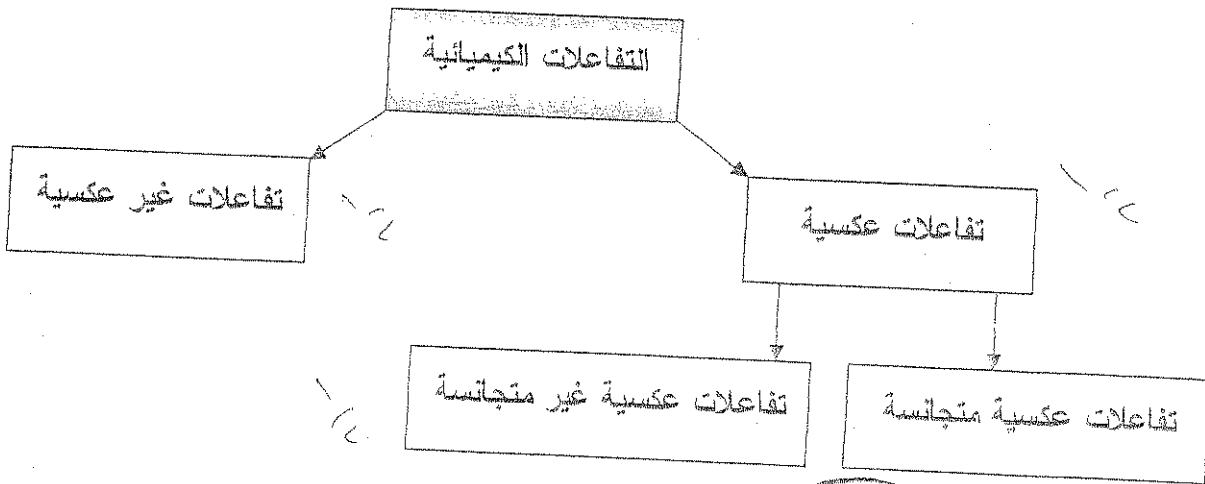 التفاعلات الكيميائية
تفاعلات عكسية
تفاعلات غير عكسية
تفاعلات عكسية متجانسة
تفاعلات عكسية غير متجانسة